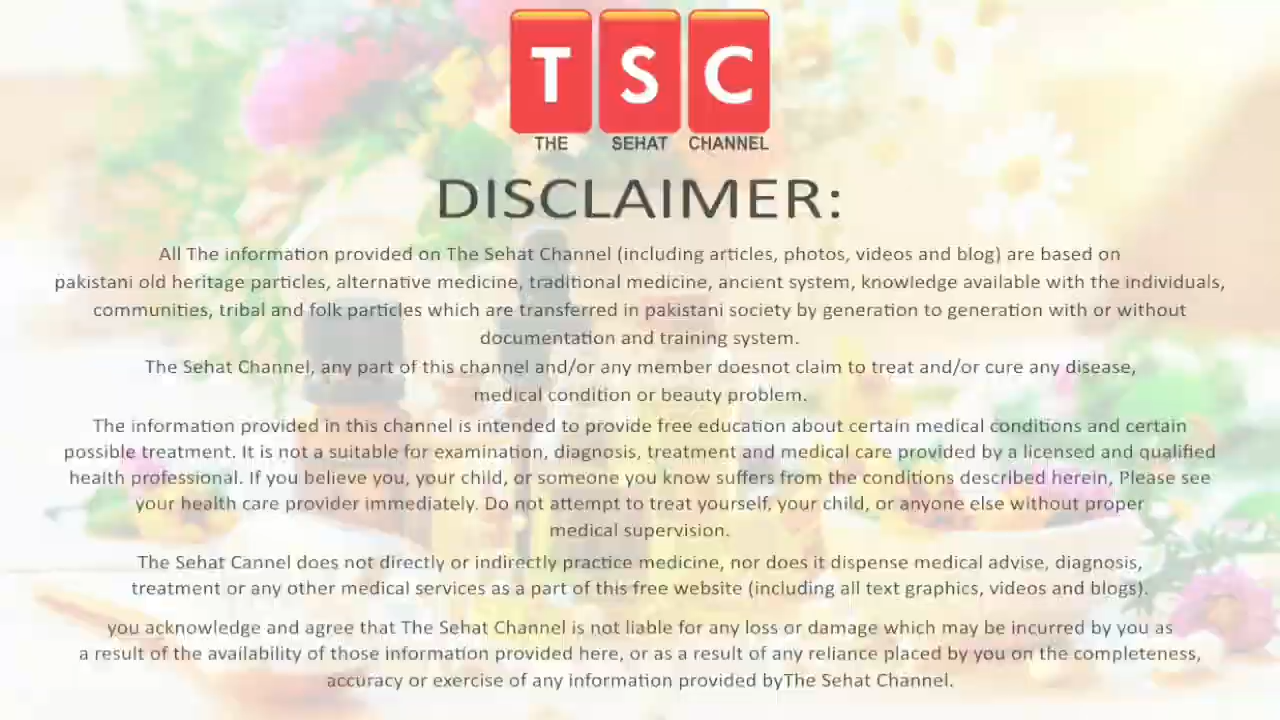 T S C
THE SEHAT CHANNEL
DISCLAIMER:
All The information provided on The Sehat Channel (including articles, photos, videos and blog) are based on
pakistani old heritage particles, alternative medicine, traditional medicine, ancient system, knowledge available with the individuals,
communities, tribal and folk particles which are transferred in pakistani society by generation to generation with or without
documentation and training system.
The Sehat Channel, any part of this channel and/or any member doesnot claim to treat and/or cure any disease,
medical condition or beauty problem.
The information provided in this channel is intended to provide free education about certain medical conditions and certain
possible treatment. It is not a suitable for examination, diagnosis, treatment and medical care provided by a licensed and qualified
health professional. If you believe you, your child, or someone you know suffers from the conditions described herein, Please see
your health care provider immediately. Do not attempt to treat yourself, your child, or anyone else without proper
medical supervision.
The Sehat Cannel does not directly or indirectly practice medicine, nor does it dispense medical advise, diagnosis,
treatment or any other medical services as a part of this free website (including all text graphics, videos and blogs).
you acknowledge and agree that The Sehat Channel is not liable for any loss or damage which may be incurred by you as
a result of the availability of those information provided here, or as a result of any reliance placed by you on the completeness,
accuracy or exercise of any information provided byThe Sehat Channel.